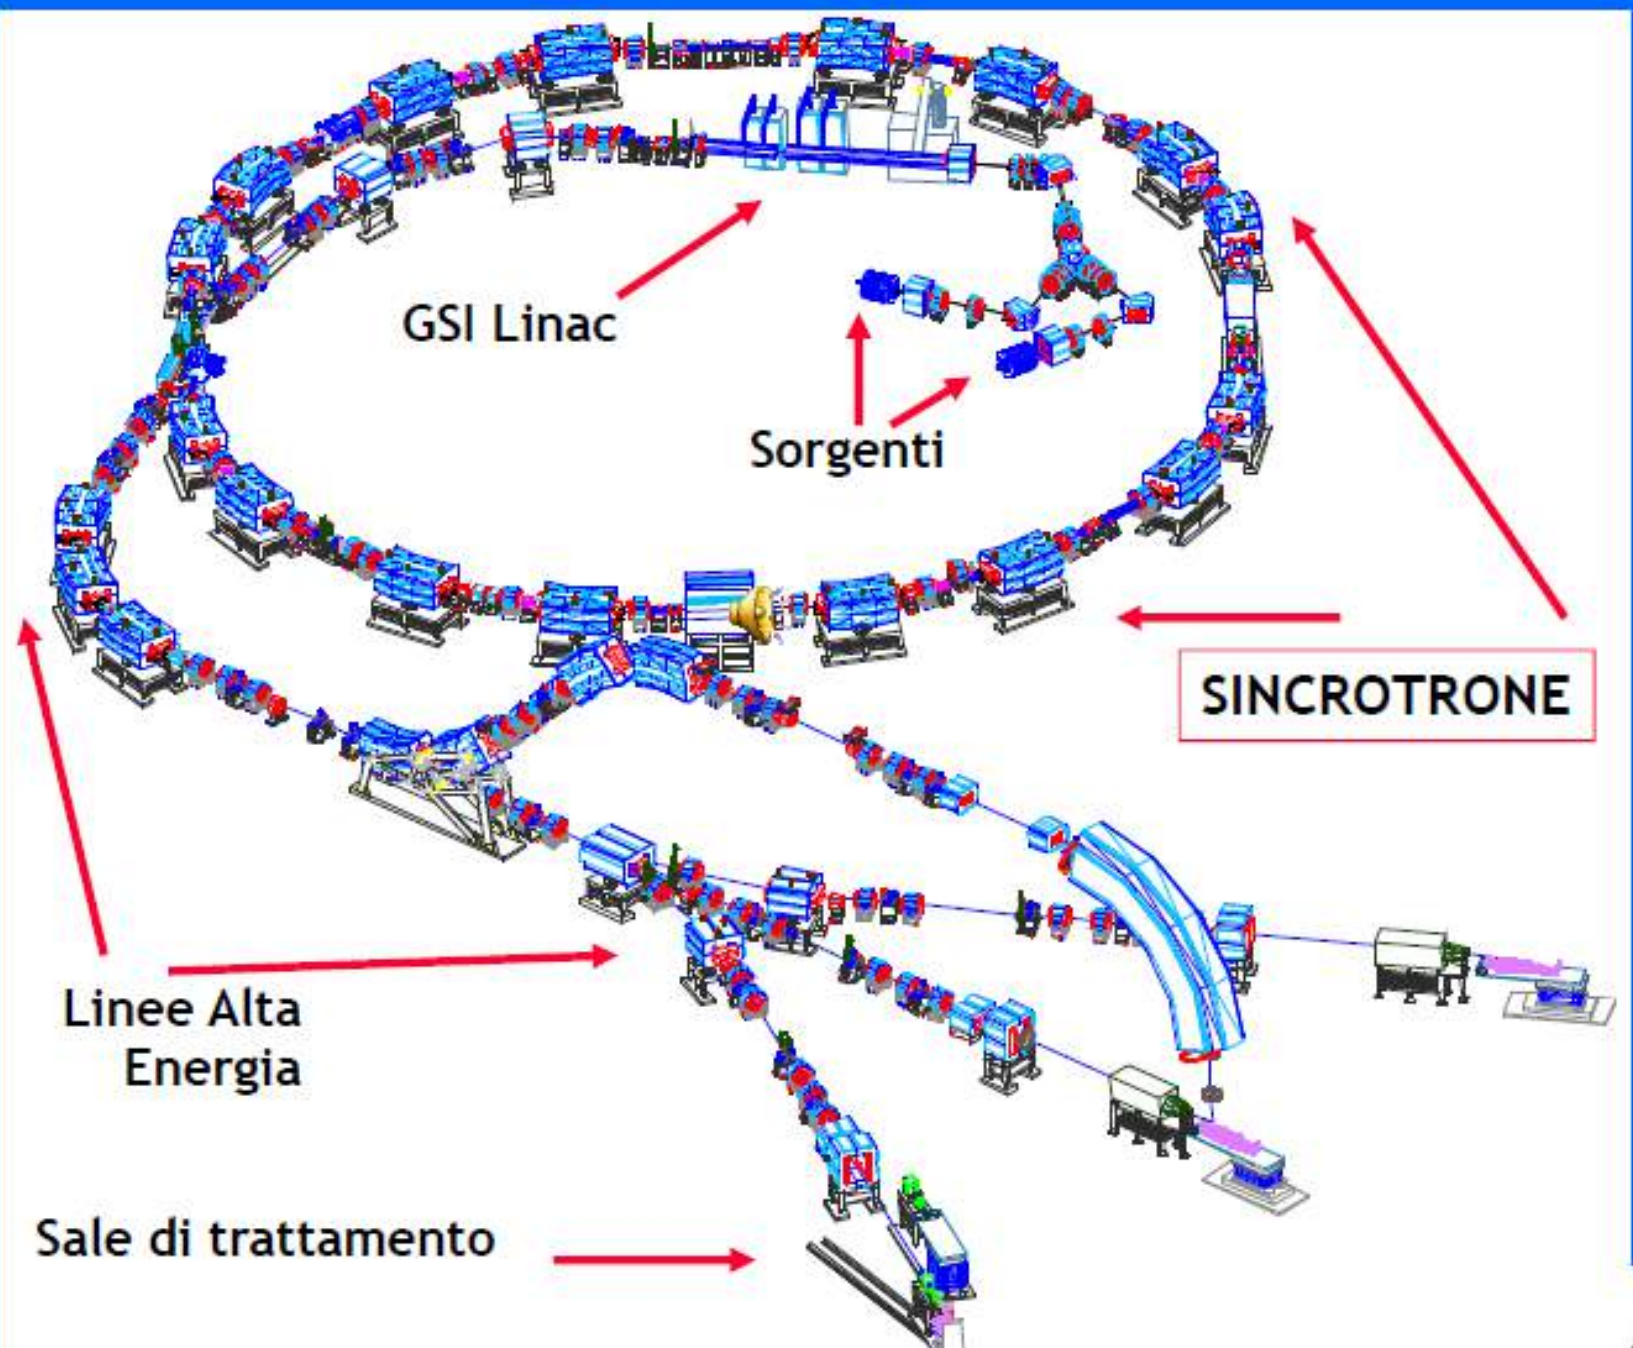 GSI Linac
Sorgenti
SINCROTRONE
Linee Alta
Energia
Sale di trattamento